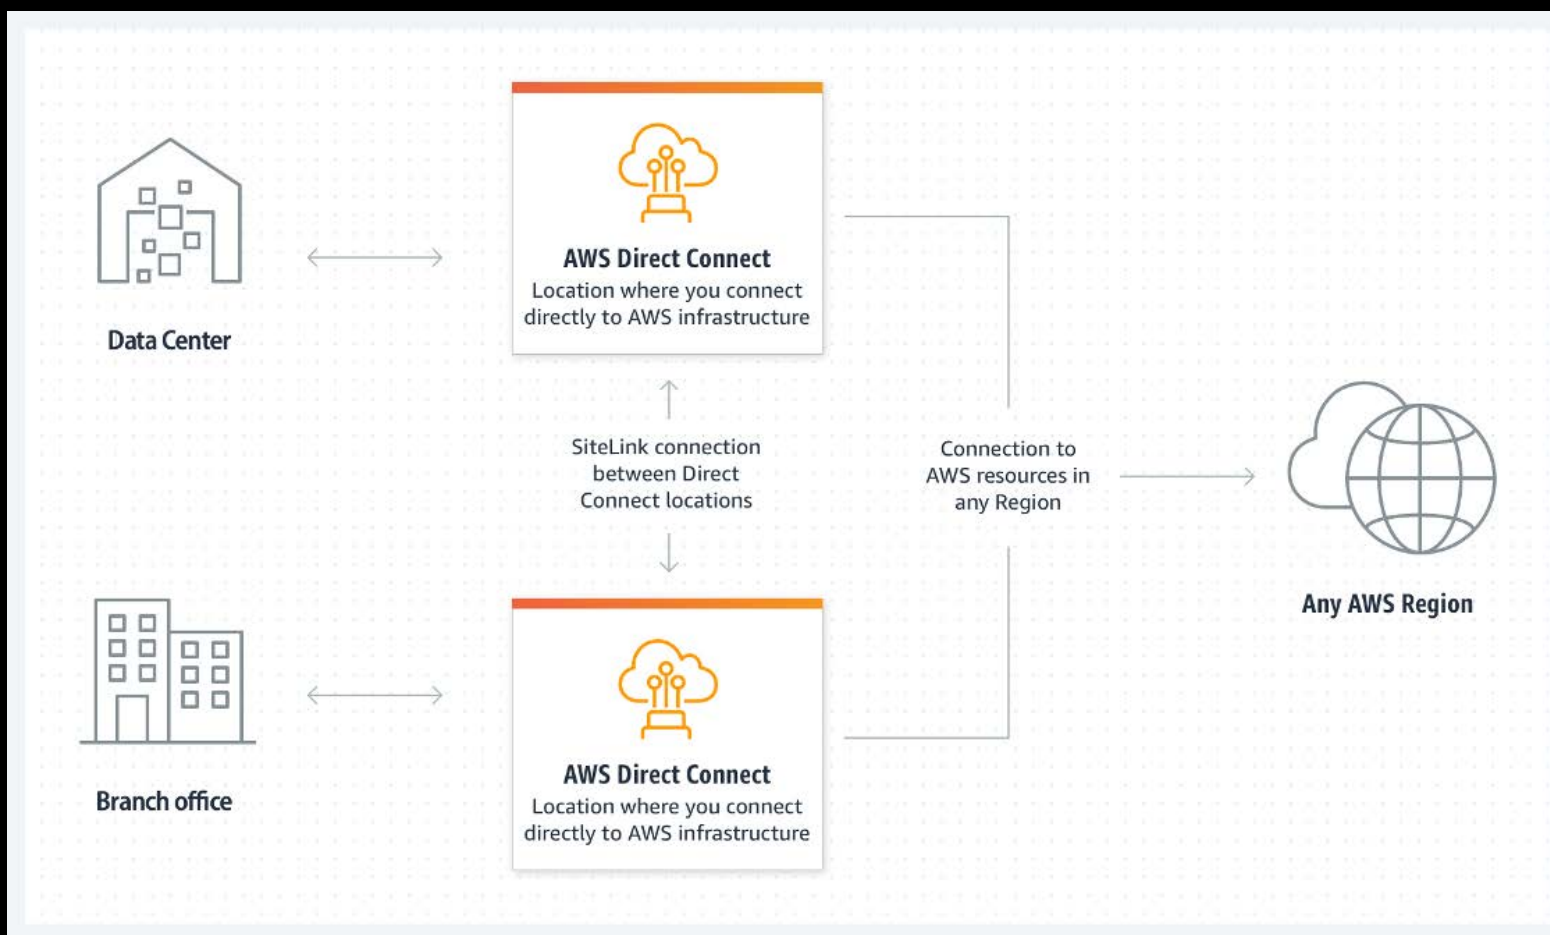 AWS Direct Connect
Location where you connect
directly to AWS infrastructure
Data Center
SiteLink connection
between Direct
Connect locations
Connection to
AWS resources in
any Region
Any AWS Region
AWS Direct Connect
Location where you connect
directly to AWS infrastructure
Branch office